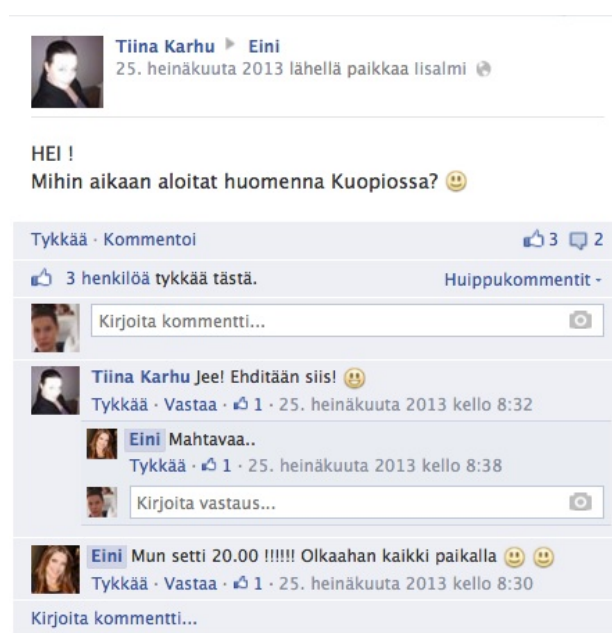 Tiina Karhu ▶ Eini
25. heinäkuuta 2013 lähellä paikkaa Iisalmi
HEI !
Mihin aikaan aloitat huomenna Kuopiossa?
Tykkää · Kommentoi 3 2
3 henkilöä tykkää tästä. Huippukommentit
Kirjoita kommentti...
Tiina Karhu Jee! Ehditään siis!
Tykkää · Vastaa · 1 · 25. heinäkuuta 2013 kello 8:32
Eini Mahtavaa..
Tykkää · 1 · 25. heinäkuuta 2013 kello 8:38
Kirjoita vastaus...
Eini Mun setti 20.00 !!!!!! Olkaahan kaikki paikalla
Tykkää · Vastaa · 1 · 25. heinäkuuta 2013 kello 8:30
Kirjoita kommentti...